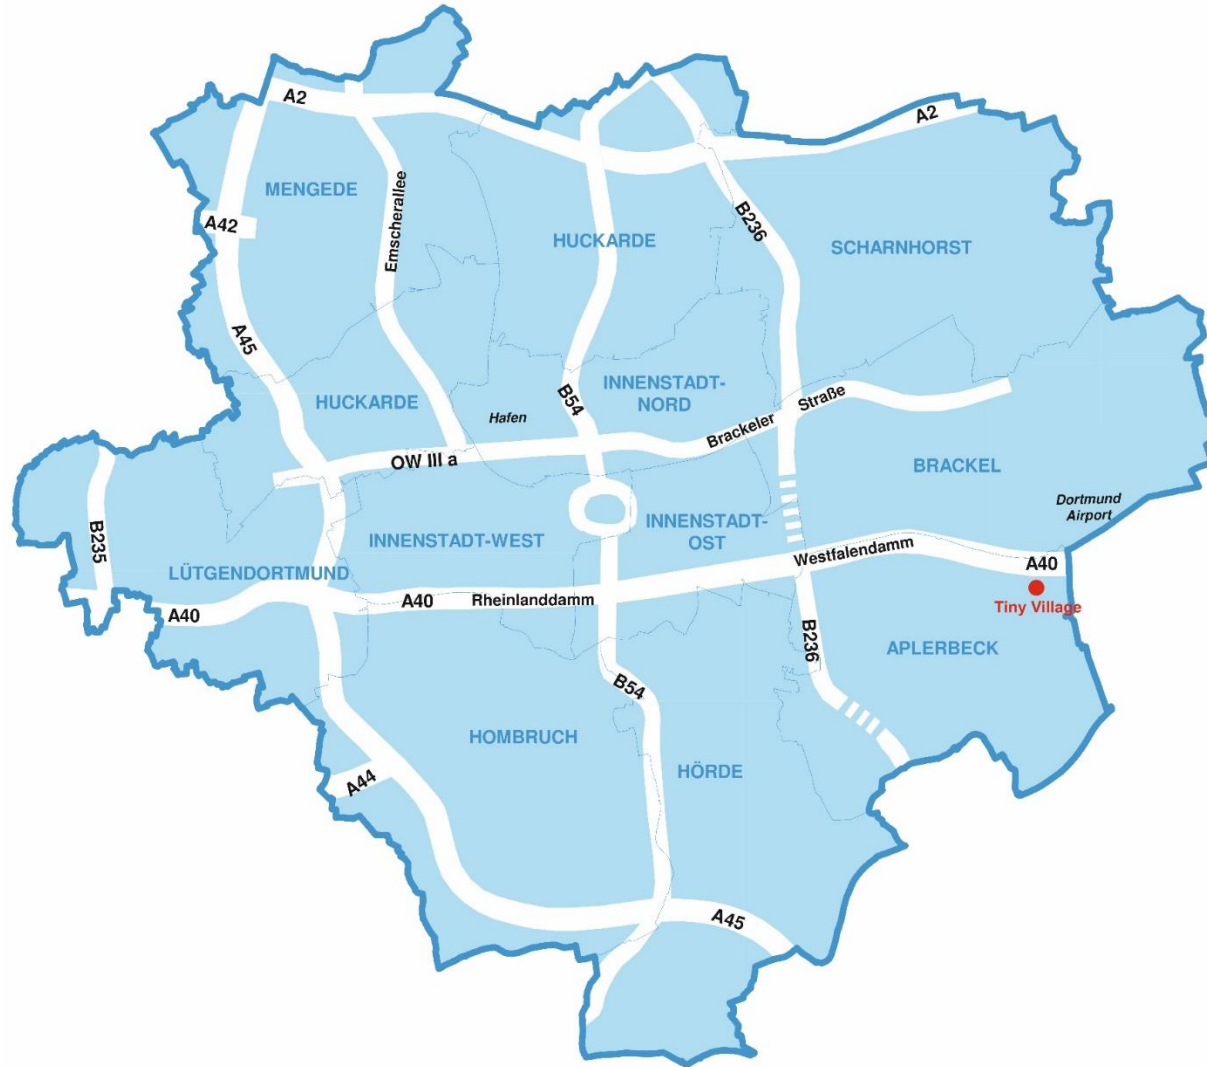 A2
A2
MENGEDE
Emscherallee
A42
B236
HUCKARDE
SCHARNHORST
A45
HUCKARDE
Hafen
B54
INNENSTADT-
NORD
Brackeler Straße
OW III a
BRACKEL
Dortmund
Airport
B235
INNENSTADT-WEST
INNENSTADT-
OST
Westfalendamm
A40
LÜTGENDORTMUND
A40
A40
Rheinlanddamm
Tiny Village
B236
APLERBECK
B54
HOMBRUCH
HÖRDE
A44
A45